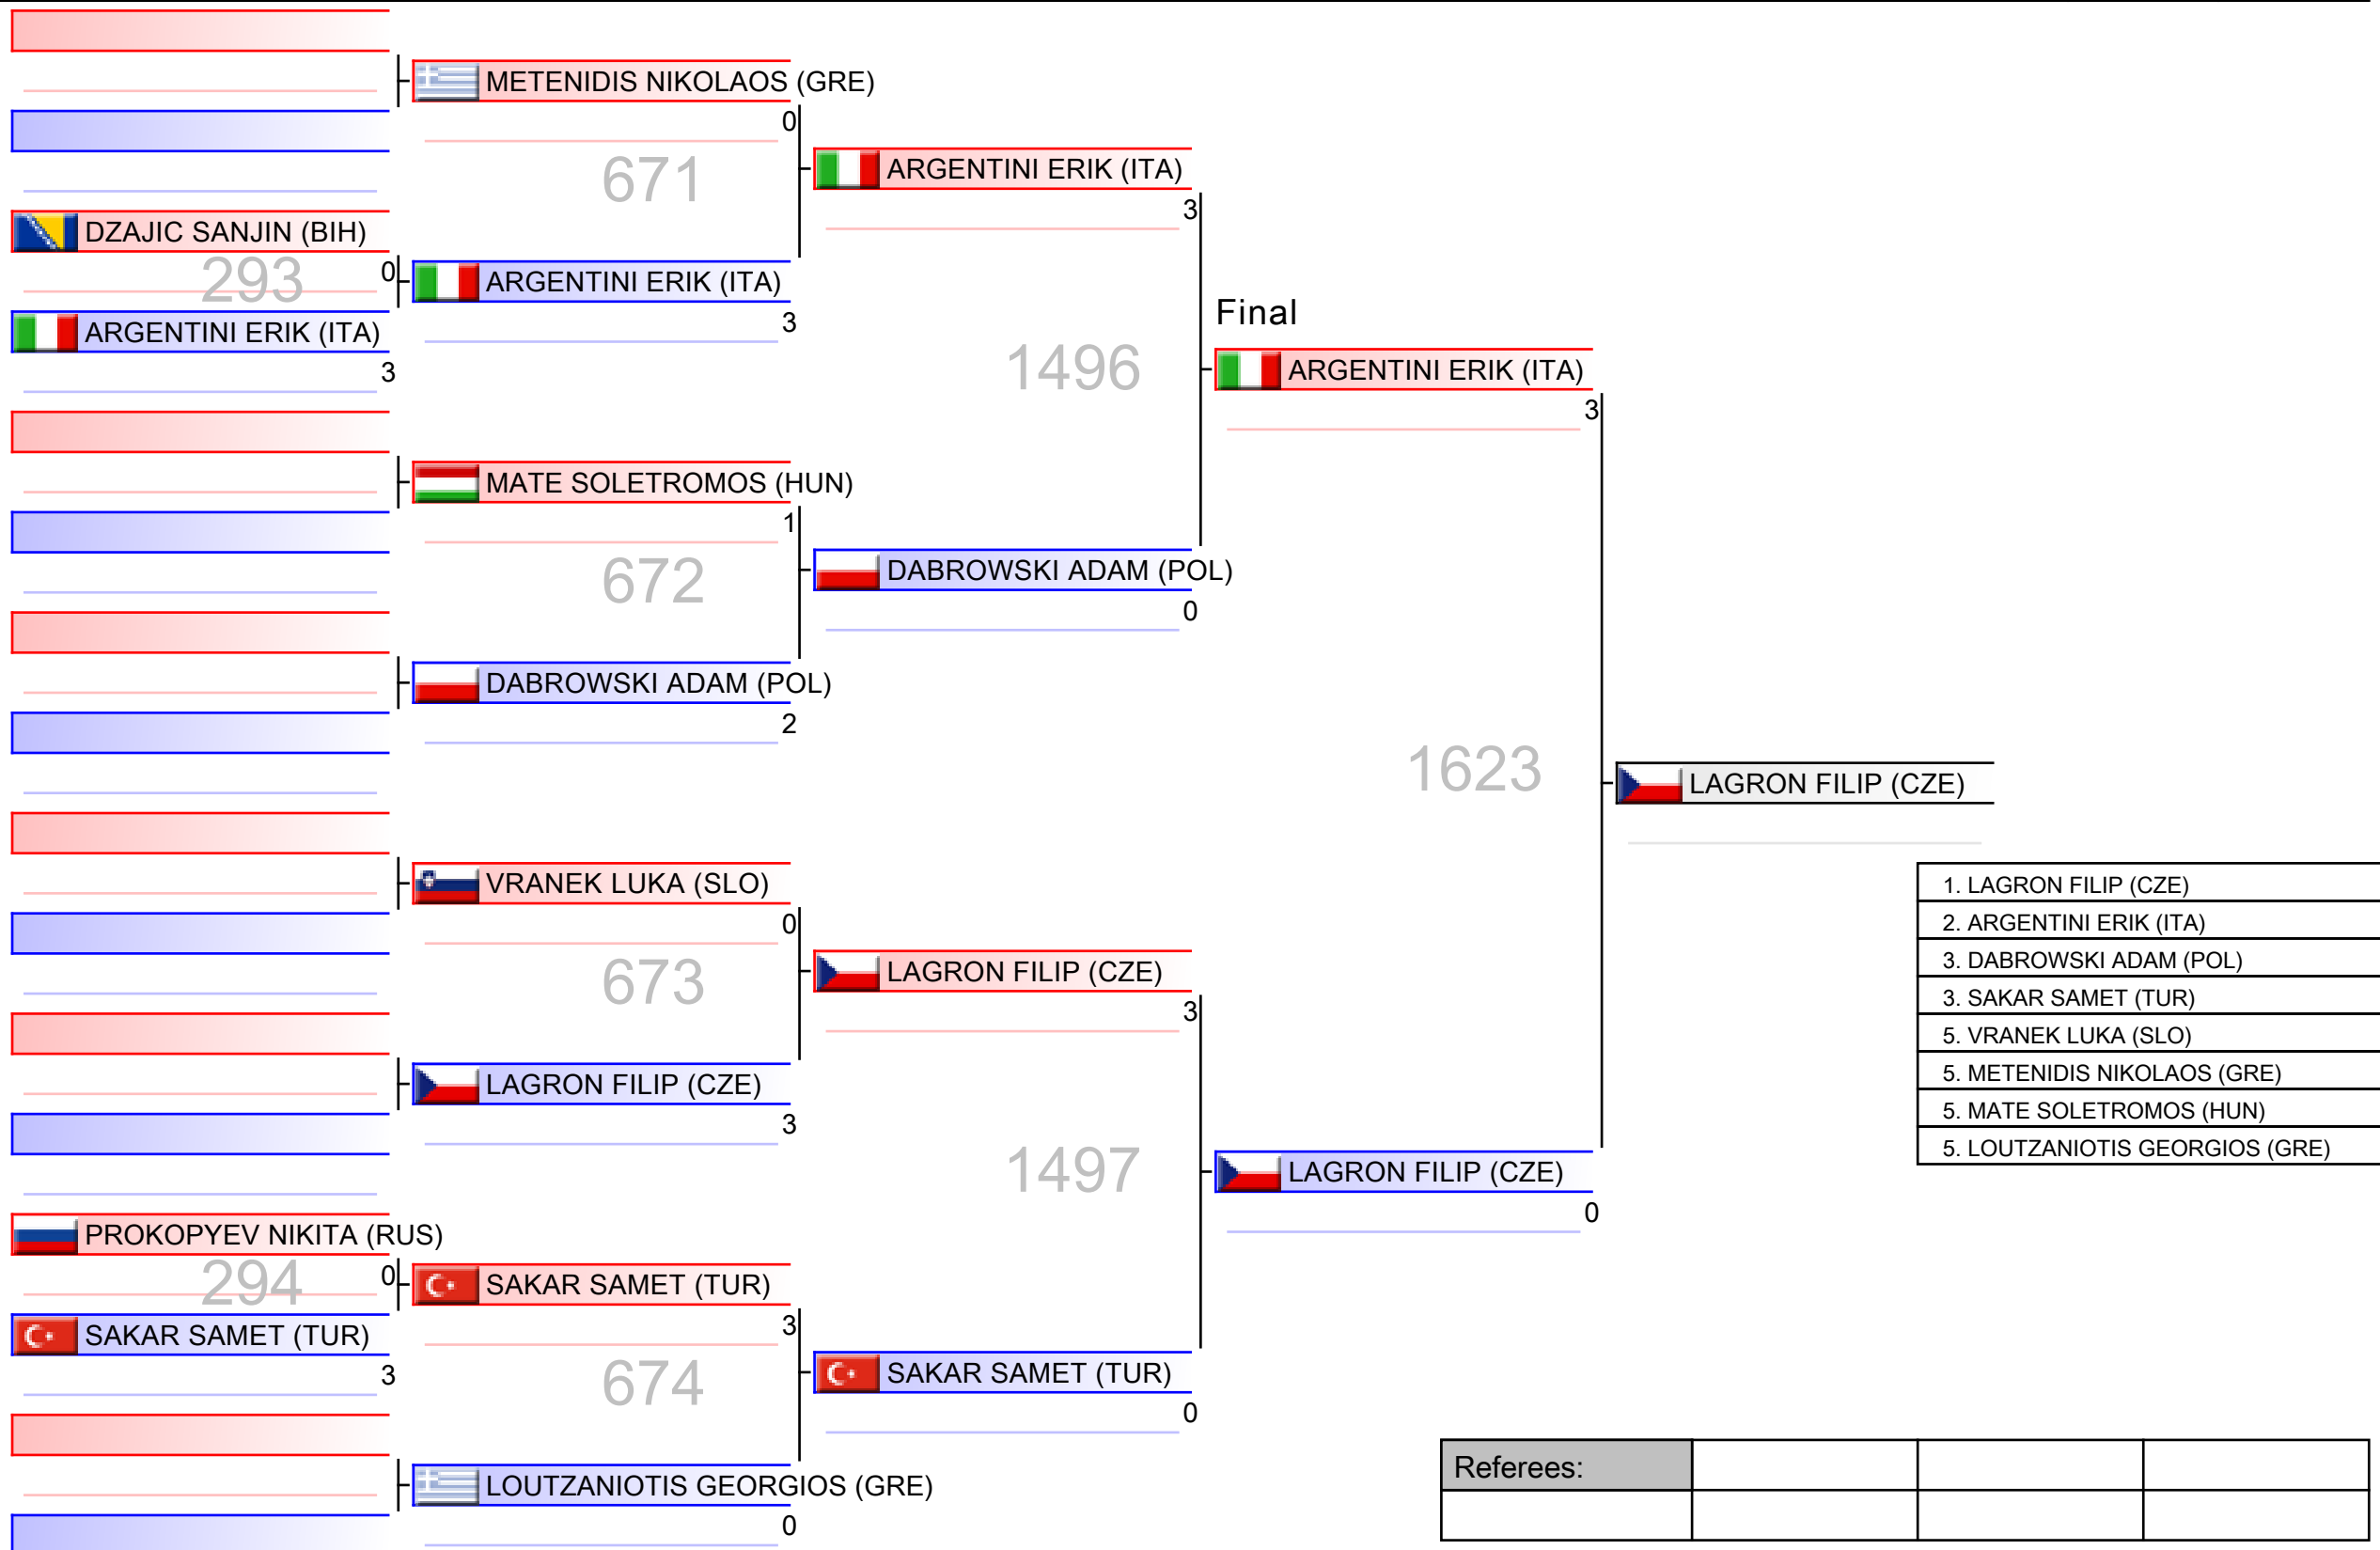 METENIDIS NIKOLAOS (GRE)
0
671
ARGENTINI ERIK (ITA)
3
DZAJIC SANJIN (BIH)
0
293
ARGENTINI ERIK (ITA)
3
ARGENTINI ERIK (ITA)
3
Final
1496
ARGENTINI ERIK (ITA)
3
MATE SOLETROMOS (HUN)
1
672
DABROWSKI ADAM (POL)
0
DABROWSKI ADAM (POL)
2
1623
LAGRON FILIP (CZE)
VRANEK LUKA (SLO)
0
673
LAGRON FILIP (CZE)
3
LAGRON FILIP (CZE)
3
1497
LAGRON FILIP (CZE)
0
PROKOPYEV NIKITA (RUS)
0
294
SAKAR SAMET (TUR)
3
SAKAR SAMET (TUR)
3
674
SAKAR SAMET (TUR)
0
LOUTZANIOTIS GEORGIOS (GRE)
0
1. LAGRON FILIP (CZE)
2. ARGENTINI ERIK (ITA)
3. DABROWSKI ADAM (POL)
3. SAKAR SAMET (TUR)
5. VRANEK LUKA (SLO)
5. METENIDIS NIKOLAOS (GRE)
5. MATE SOLETROMOS (HUN)
5. LOUTZANIOTIS GEORGIOS (GRE)
Referees: